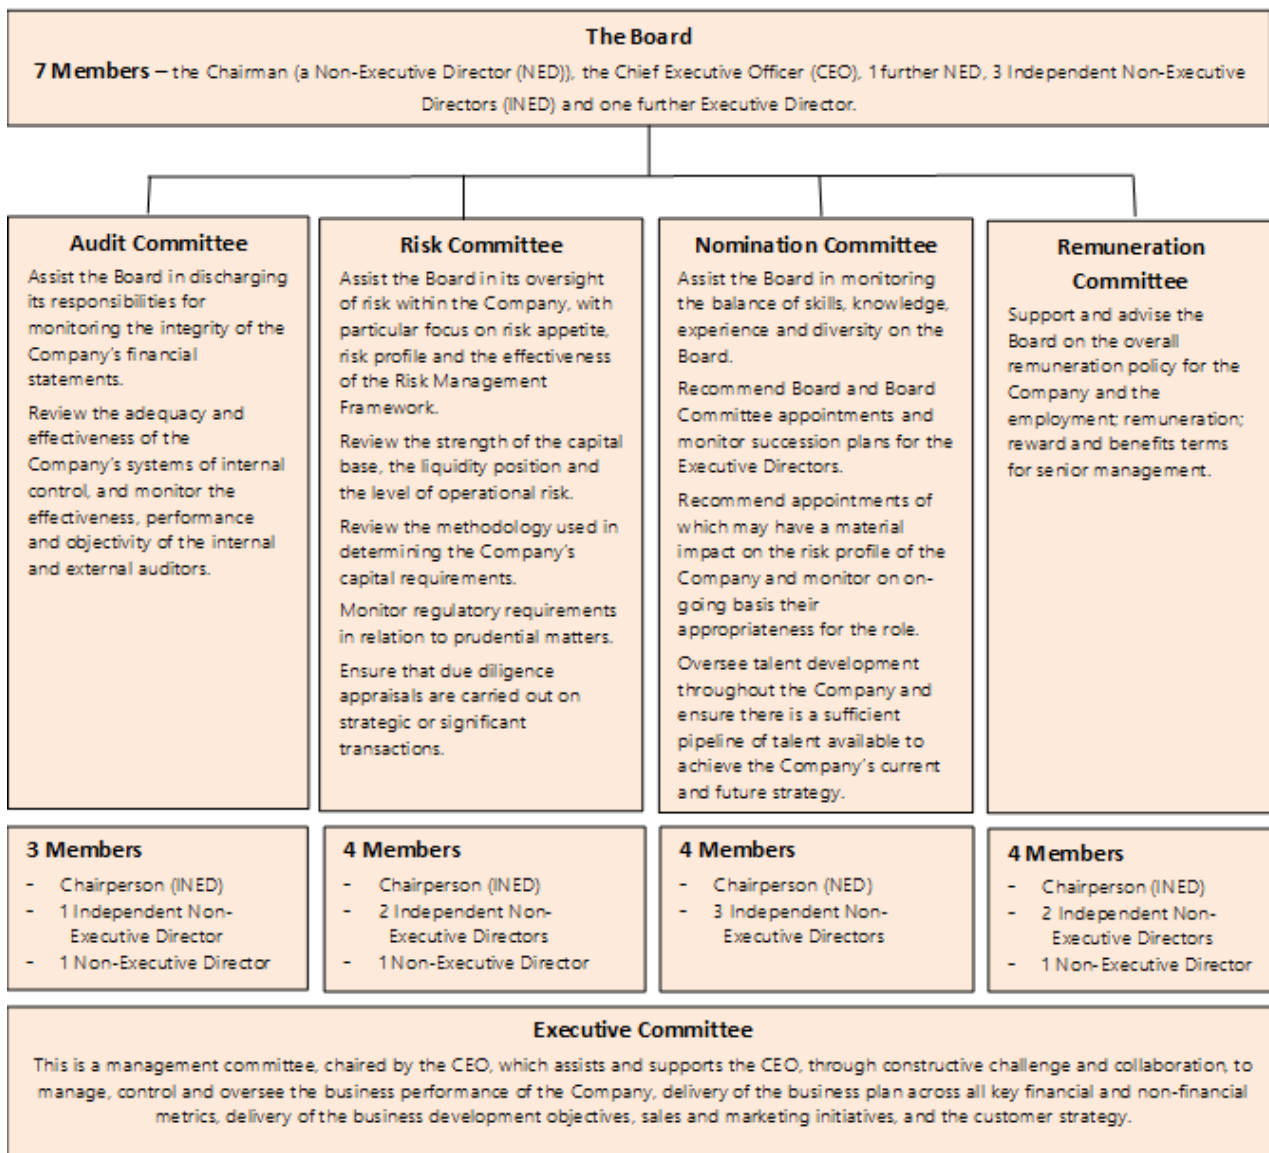 The Board
7 Members – the Chairman (a Non-Executive Director (NED)), the Chief Executive Officer (CEO), 1 further NED, 3 Independent Non-Executive
Directors (INED) and one further Executive Director.
Audit Committee
Assist the Board in discharging
its responsibilities for
monitoring the integrity of the
Company's financial
statements.
Review the adequacy and
effectiveness of the
Company's systems of internal
control, and monitor the
effectiveness, performance
and objectivity of the internal
and external auditors.
Risk Committee
Assist the Board in its oversight
of risk within the Company, with
particular focus on risk appetite,
risk profile and the effectiveness
of the Risk Management
Framework.
Review the strength of the capital
base, the liquidity position and
the level of operational risk.
Review the methodology used in
determining the Company's
capital requirements.
Monitor regulatory requirements
in relation to prudential matters.
Ensure that due diligence
appraisals are carried out on
strategic or significant
transactions.
Nomination Committee
Assist the Board in monitoring
the balance of skills, knowledge,
experience and diversity on the
Board.
Recommend Board and Board
Committee appointments and
monitor succession plans for the
Executive Directors.
Recommend appointments of
which may have a material
impact on the risk profile of the
Company and monitor on on-
going basis their
appropriateness for the role.
Oversee talent development
throughout the Company and
ensure there is a sufficient
pipeline of talent available to
achieve the Company's current
and future strategy.
Remuneration
Committee
Support and advise the
Board on the overall
remuneration policy for the
Company and the
employment; remuneration;
reward and benefits terms
for senior management.
3 Members
- Chairperson (INED)
- 1 Independent Non-
Executive Director
- 1 Non-Executive Director
4 Members
- Chairperson (INED)
- 2 Independent Non-
Executive Directors
- 1 Non-Executive Director
4 Members
- Chairperson (NED)
- 3 Independent Non-
Executive Directors
4 Members
- Chairperson (INED)
- 2 Independent Non-
Executive Directors
- 1 Non-Executive Director
Executive Committee
This is a management committee, chaired by the CEO, which assists and supports the CEO, through constructive challenge and collaboration, to
manage, control and oversee the business performance of the Company, delivery of the business plan across all key financial and non-financial
metrics, delivery of the business development objectives, sales and marketing initiatives, and the customer strategy.